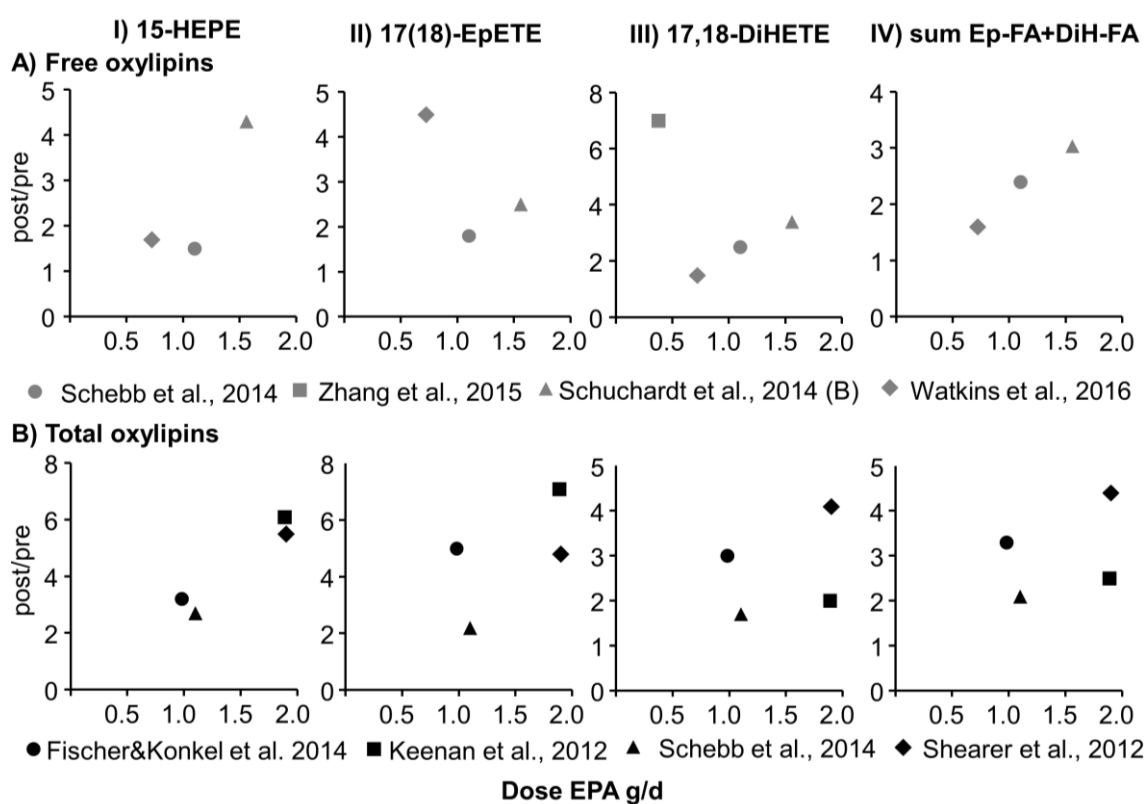 I) 15-HEPE II) 17(18)-EpETE III) 17,18-DiHETE IV) sum Ep-FA+DiH-FA
A) Free oxylipins
post/pre
5 5 8 4
4 4 6 3
3 3 4 2
2 2 2 1
1 1 0 0
0 0
0.5 1.0 1.5 2.0 0.5 1.0 1.5 2.0 0.5 1.0 1.5 2.0 0.5 1.0 1.5 2.0
Schebb et al., 2014 Zhang et al., 2015 Schuchardt et al., 2014 (B) Watkins et al., 2016
B) Total oxylipins
post/pre
8 8 5 5
6 6 4 4
4 4 3 3
2 2 2 2
0 0 1 1
0 0
0.5 1.0 1.5 2.0 0.5 1.0 1.5 2.0 0.5 1.0 1.5 2.0 0.5 1.0 1.5 2.0
Fischer&Konkel et al. 2014 Keenan et al., 2012 Schebb et al., 2014 Shearer et al., 2012
Dose EPA g/d